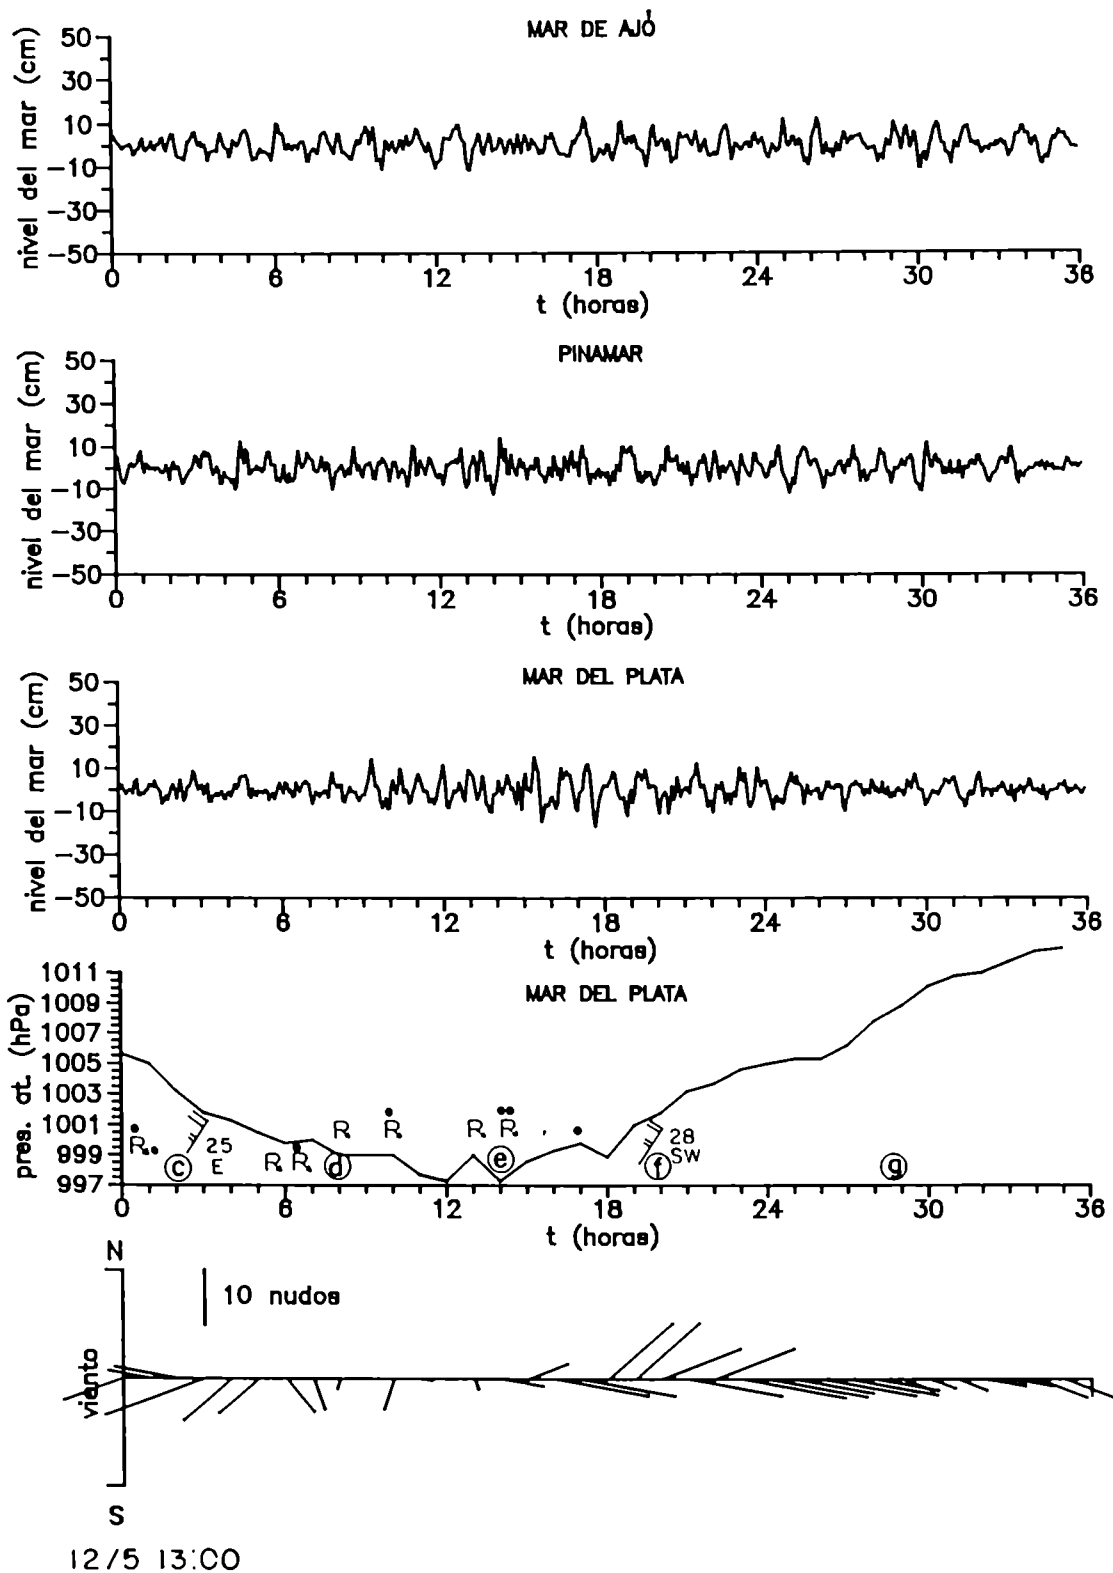 MAR DE AJÓ
nivel del mar (cm)
50
30
10
−10
−30
−50
0 6 12 18 24 30 36
t (horas)
PINAMAR
nivel del mar (cm)
50
30
10
−10
−30
−50
0 6 12 18 24 30 36
t (horas)
MAR DEL PLATA
nivel del mar (cm)
50
30
10
−10
−30
−50
0 6 12 18 24 30 36
t (horas)
MAR DEL PLATA
pres. at. (hPa)
1011
1009
1007
1005
1003
1001
999
997
R R R R R R R
c 25 E d e f 28 SW g
0 6 12 18 24 30 36
t (horas)
N
10 nudos
viento
S
12/5 13:00